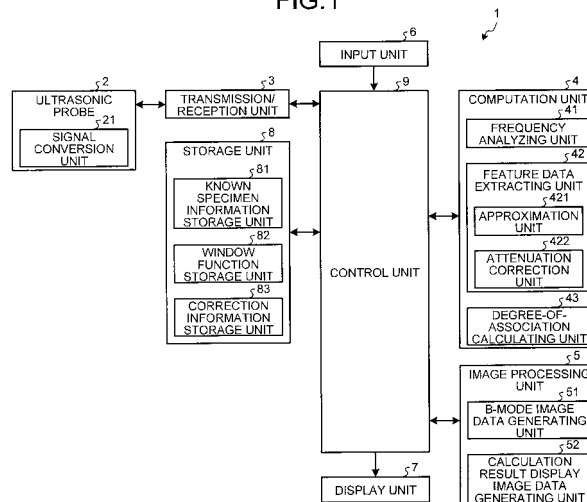 FIG.1
1
6
INPUT UNIT
2
ULTRASONIC
PROBE
21
SIGNAL
CONVERSION
UNIT
3
TRANSMISSION/
RECEPTION UNIT
8
STORAGE UNIT
81
KNOWN
SPECIMEN
INFORMATION
STORAGE UNIT
82
WINDOW
FUNCTION
STORAGE UNIT
83
CORRECTION
INFORMATION
STORAGE UNIT
9
CONTROL UNIT
4
COMPUTATION UNIT
41
FREQUENCY
ANALYZING UNIT
42
FEATURE DATA
EXTRACTING UNIT
421
APPROXIMATION
UNIT
422
ATTENUATION
CORRECTION
UNIT
43
DEGREE-OF-
ASSOCIATION
CALCULATING UNIT
5
IMAGE PROCESSING
UNIT
51
B-MODE IMAGE
DATA GENERATING
UNIT
52
CALCULATION
RESULT DISPLAY
IMAGE DATA
GENERATING UNIT
7
DISPLAY UNIT